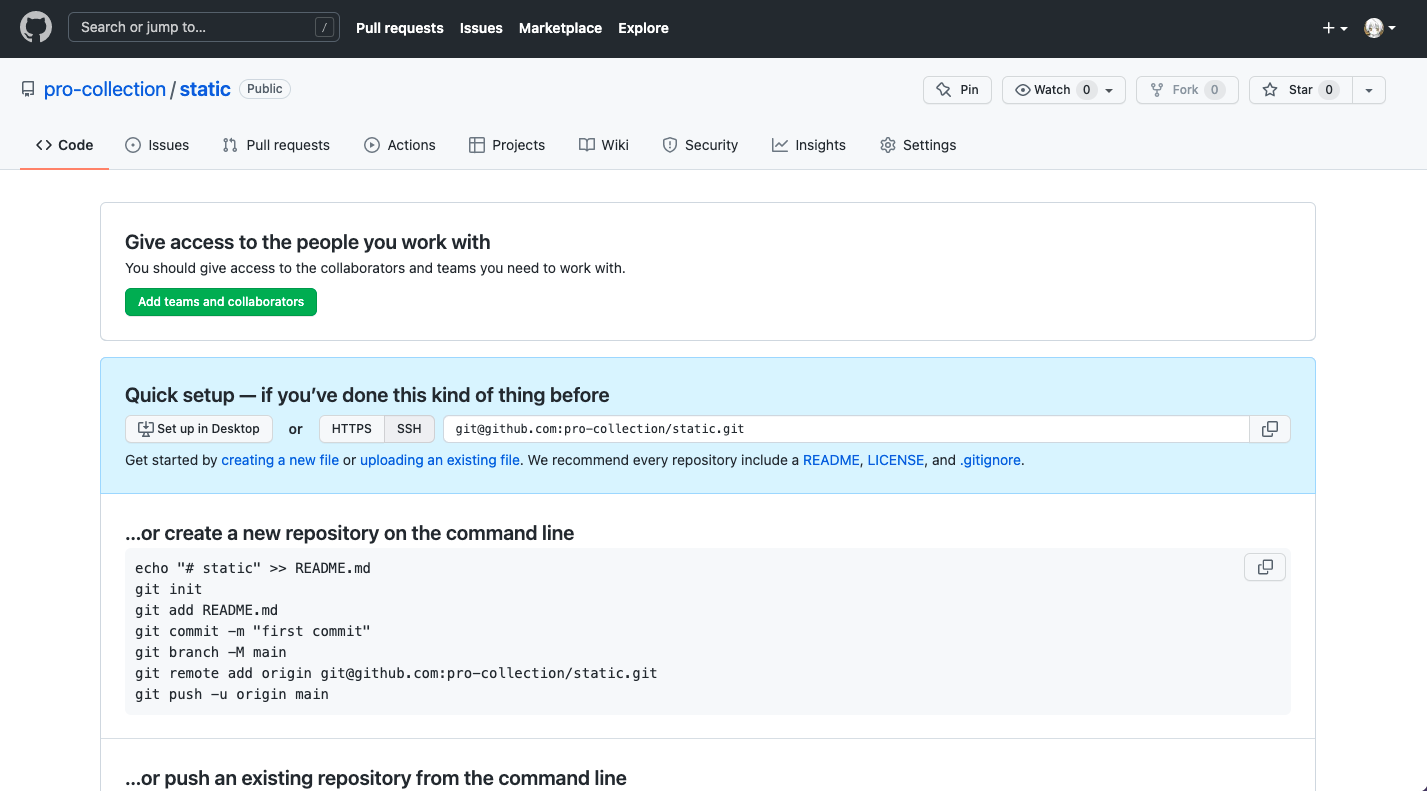 Search or jump to... /
Pull requests Issues Marketplace Explore
pro-collection / static Public
Pin Watch 0 Fork 0 Star 0
Code Issues Pull requests Actions Projects Wiki Security Insights Settings
Give access to the people you work with
You should give access to the collaborators and teams you need to work with.
Add teams and collaborators
Quick setup — if you’ve done this kind of thing before
Set up in Desktop or HTTPS SSH git@github.com:pro-collection/static.git
Get started by creating a new file or uploading an existing file. We recommend every repository include a README, LICENSE, and .gitignore.
…or create a new repository on the command line
echo "# static" >> README.md
git init
git add README.md
git commit -m "first commit"
git branch -M main
git remote add origin git@github.com:pro-collection/static.git
git push -u origin main
…or push an existing repository from the command line